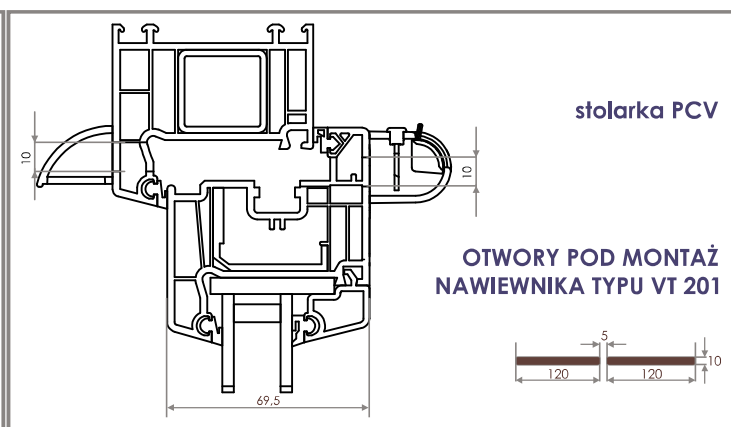 stolarka PCV
10
10
OTWORY POD MONTAŻ
NAWIEWNIKA TYPU VT 201
5
10
120
120
69,5